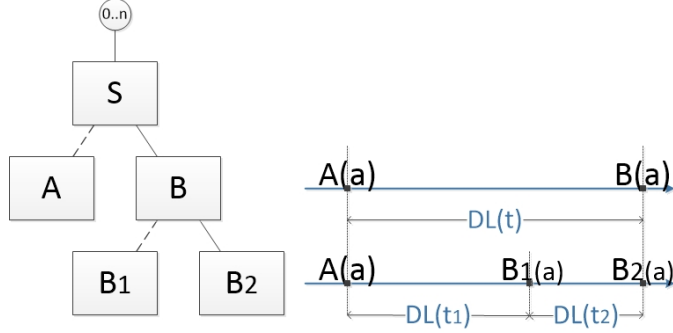 0..n
S
A
B
B1
B2
A(a)
B(a)
DL(t)
A(a)
B1(a)
B2(a)
DL(t1)
DL(t2)